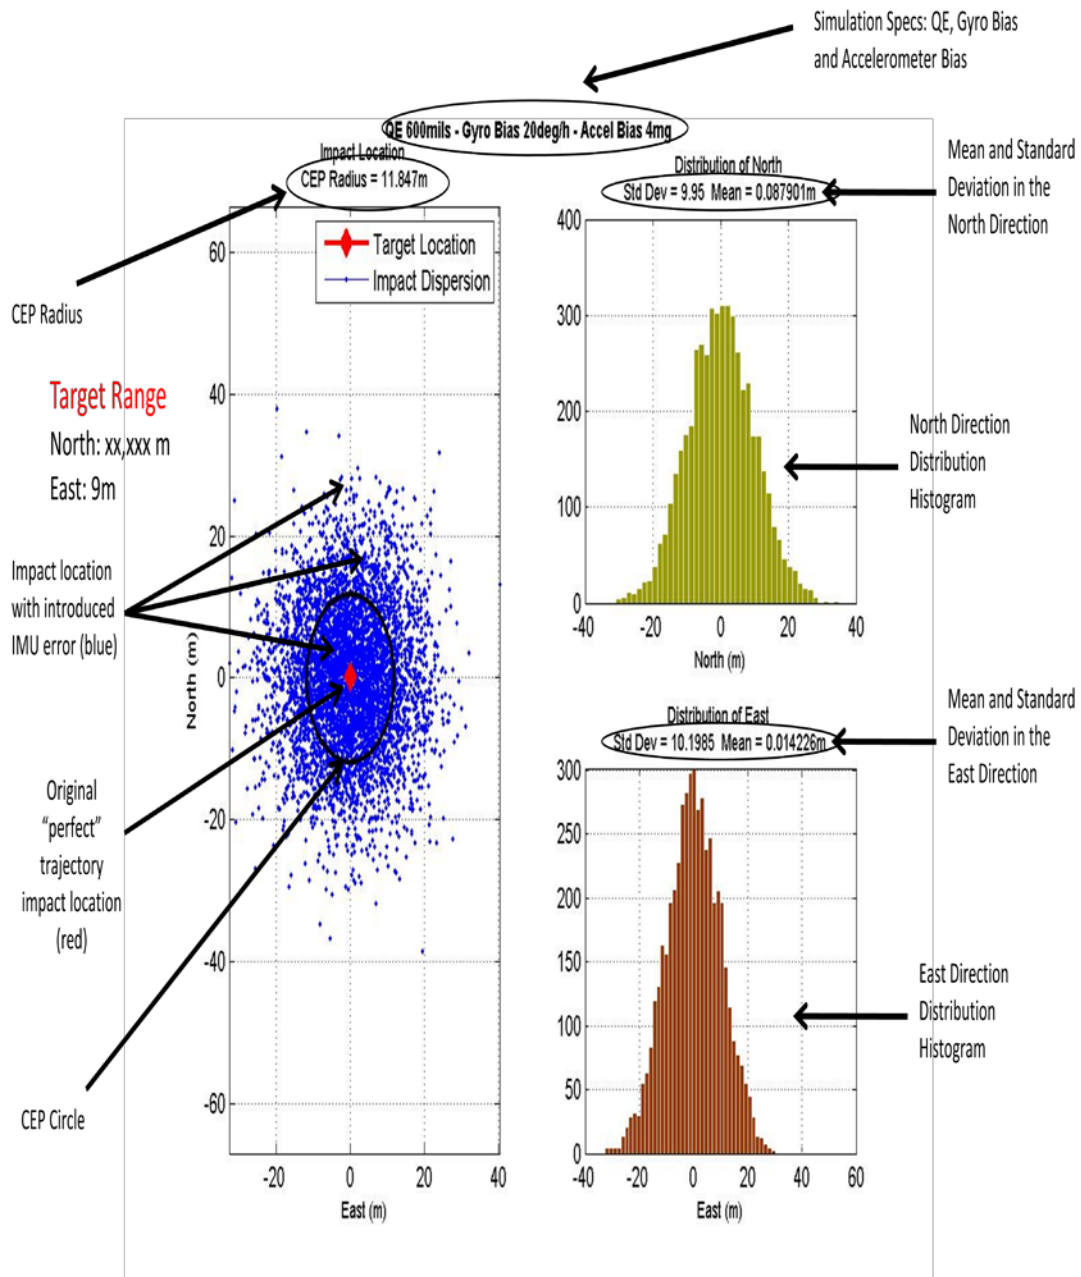 Simulation Specs: QE, Gyro Bias
and Accelerometer Bias
QE 600mils - Gyro Bias 20deg/h - Accel Bias 4mg
Impact Location
CEP Radius = 11.847m
Distribution of North
Std Dev = 9.95 Mean = 0.087901m
Mean and Standard
Deviation in the
North Direction
CEP Radius
Target Location
Impact Dispersion
60
40
20
0
-20
-40
-60
North (m)
-20
0
20
40
East (m)
Target Range
North: xx,xxx m
East: 9m
Impact location
with introduced
IMU error (blue)
Original
“perfect”
trajectory
impact location
(red)
CEP Circle
400
300
200
100
0
-40
-20
0
20
40
North (m)
North Direction
Distribution
Histogram
Distribution of East
Std Dev = 10.1985 Mean = 0.014226m
Mean and Standard
Deviation in the
East Direction
300
250
200
150
100
50
0
-40
-20
0
20
40
60
East (m)
East Direction
Distribution
Histogram